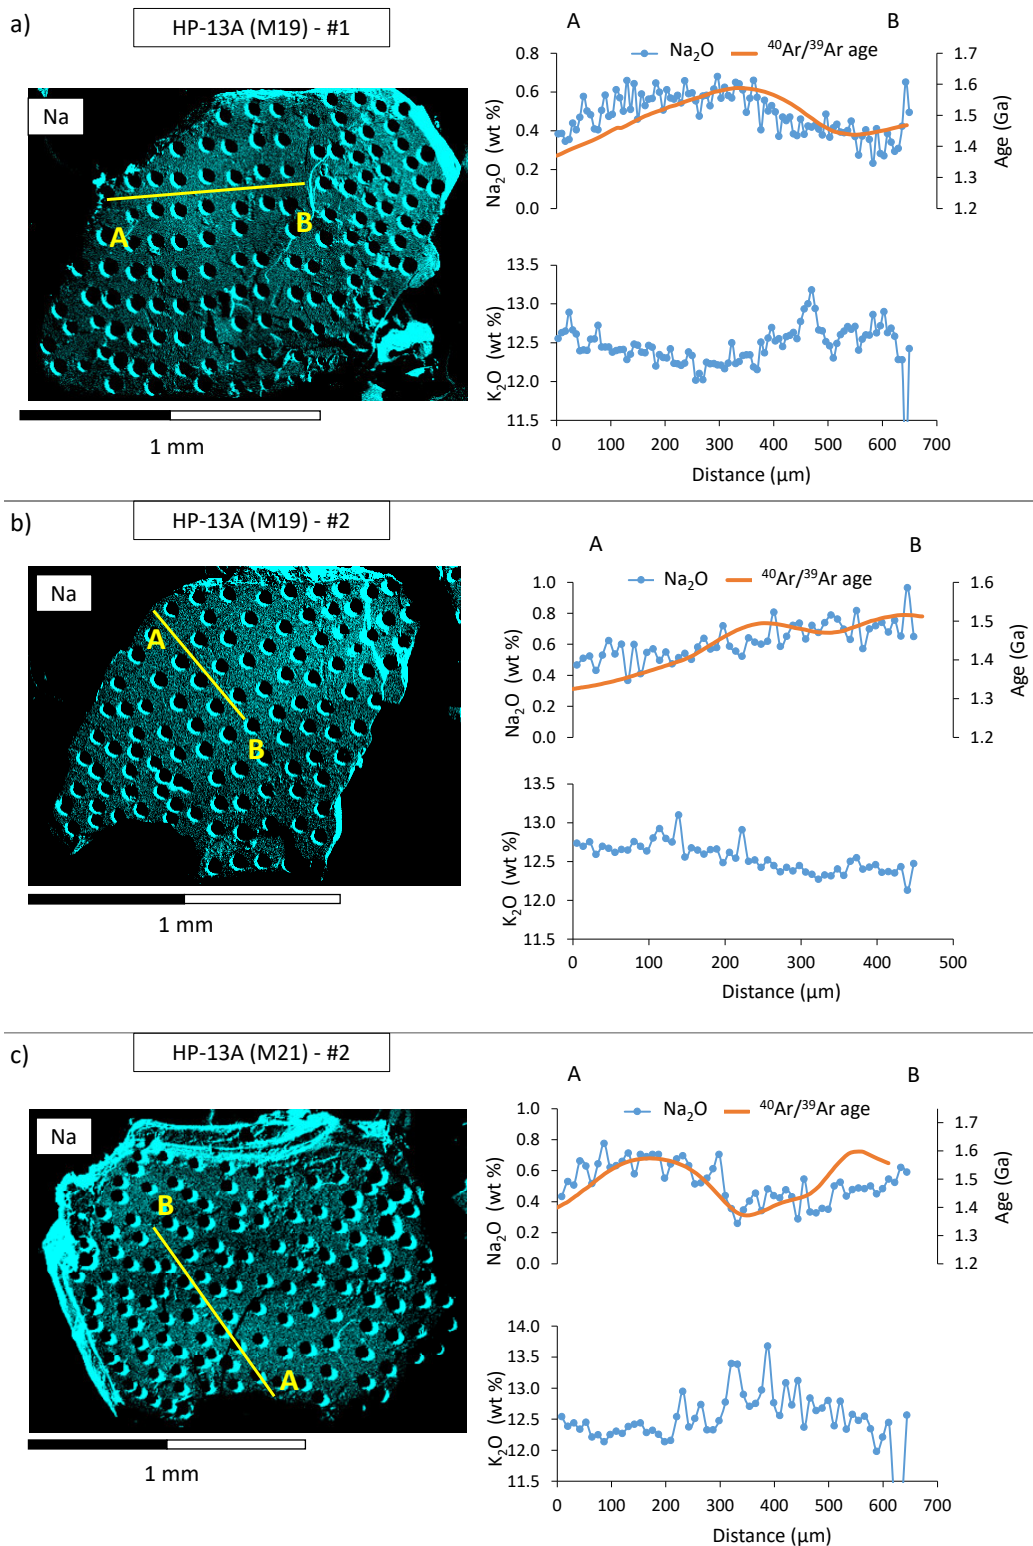 a)
HP-13A (M19) - #1
Na
A
B
1 mm
A B
Na₂O ⁴⁰Ar/³⁹Ar age
0.8
0.6
0.4
0.2
0.0
Na₂O (wt %)
1.7
1.6
1.5
1.4
1.3
1.2
Age (Ga)
13.5
13.0
12.5
12.0
11.5
K₂O (wt %)
0 100 200 300 400 500 600 700
Distance (µm)
b)
HP-13A (M19) - #2
Na
A
B
1 mm
A B
Na₂O ⁴⁰Ar/³⁹Ar age
1.0
0.8
0.6
0.4
0.2
0.0
Na₂O (wt %)
1.6
1.5
1.4
1.3
1.2
Age (Ga)
13.5
13.0
12.5
12.0
11.5
K₂O (wt %)
0 100 200 300 400 500
Distance (µm)
c)
HP-13A (M21) - #2
Na
B
A
1 mm
A B
Na₂O ⁴⁰Ar/³⁹Ar age
1.0
0.8
0.6
0.4
0.2
0.0
Na₂O (wt %)
1.7
1.6
1.5
1.4
1.3
1.2
Age (Ga)
14.0
13.5
13.0
12.5
12.0
11.5
K₂O (wt %)
0 100 200 300 400 500 600 700
Distance (µm)